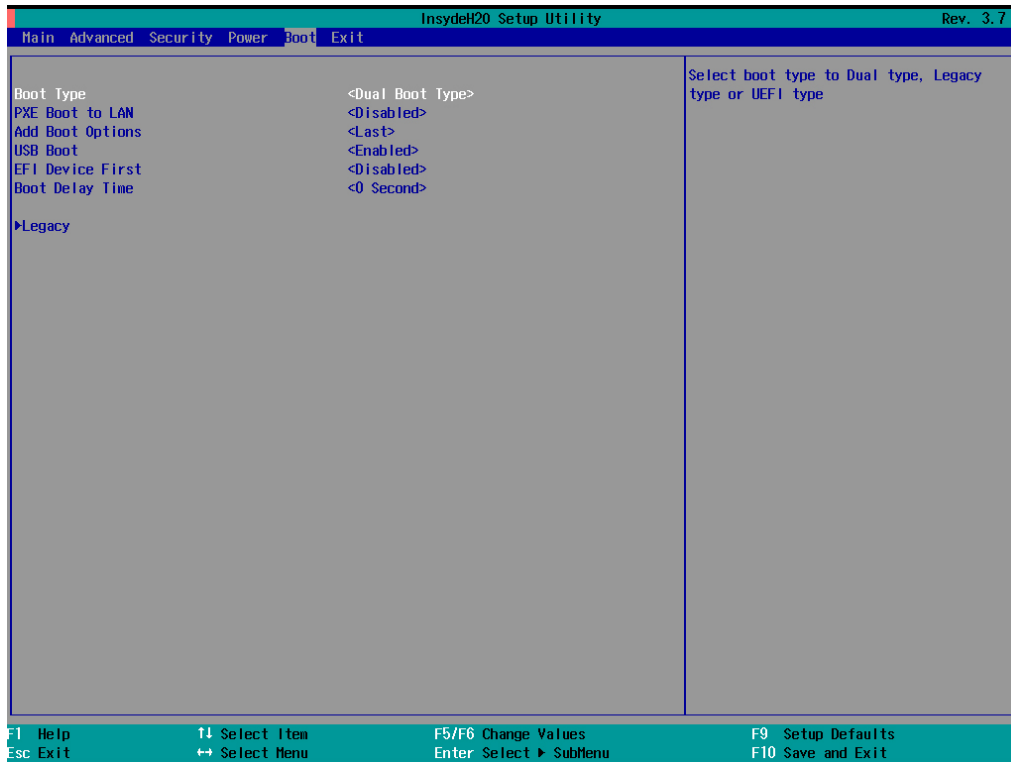 InsydeH20 Setup Utility Rev. 3.7
Main Advanced Security Power Boot Exit
Boot Type <Dual Boot Type>
PXE Boot to LAN <Disabled>
Add Boot Options <Last>
USB Boot <Enabled>
EFI Device First <Disabled>
Boot Delay Time <0 Second>
▶Legacy
Select boot type to Dual type, Legacy
type or UEFI type
F1 Help ↑↓ Select Item F5/F6 Change Values F9 Setup Defaults
Esc Exit ↔ Select Menu Enter Select ▶ SubMenu F10 Save and Exit